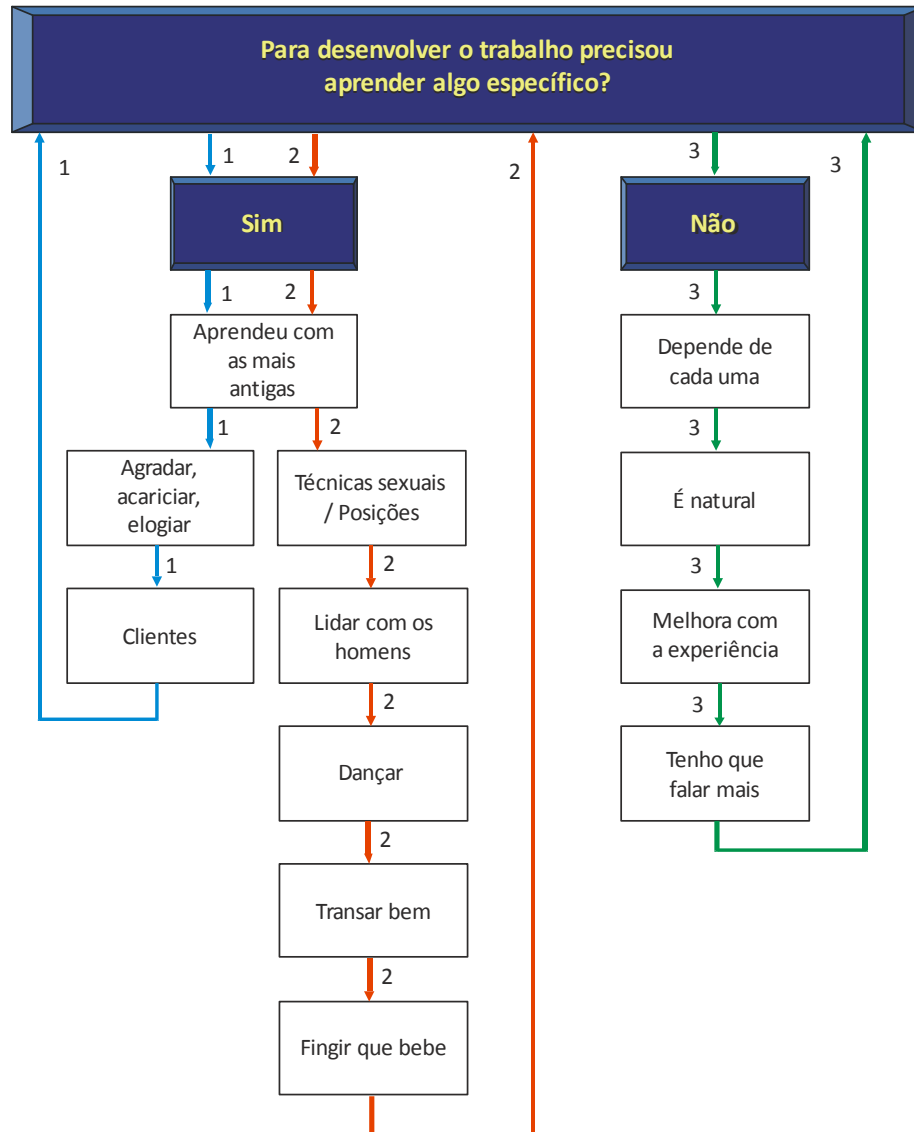 Para desenvolver o trabalho precisou
aprender algo específico?
1
1
2
2
3
3
Sim
Não
1
2
3
Aprendeu com
as mais
antigas
Depende de
cada uma
1
2
3
Agradar,
acariciar,
elogiar
Técnicas sexuais
/ Posições
É natural
1
2
3
Clientes
Lidar com os
homens
Melhora com
a experiência
2
3
Dançar
Tenho que
falar mais
2
Transar bem
2
Fingir que bebe